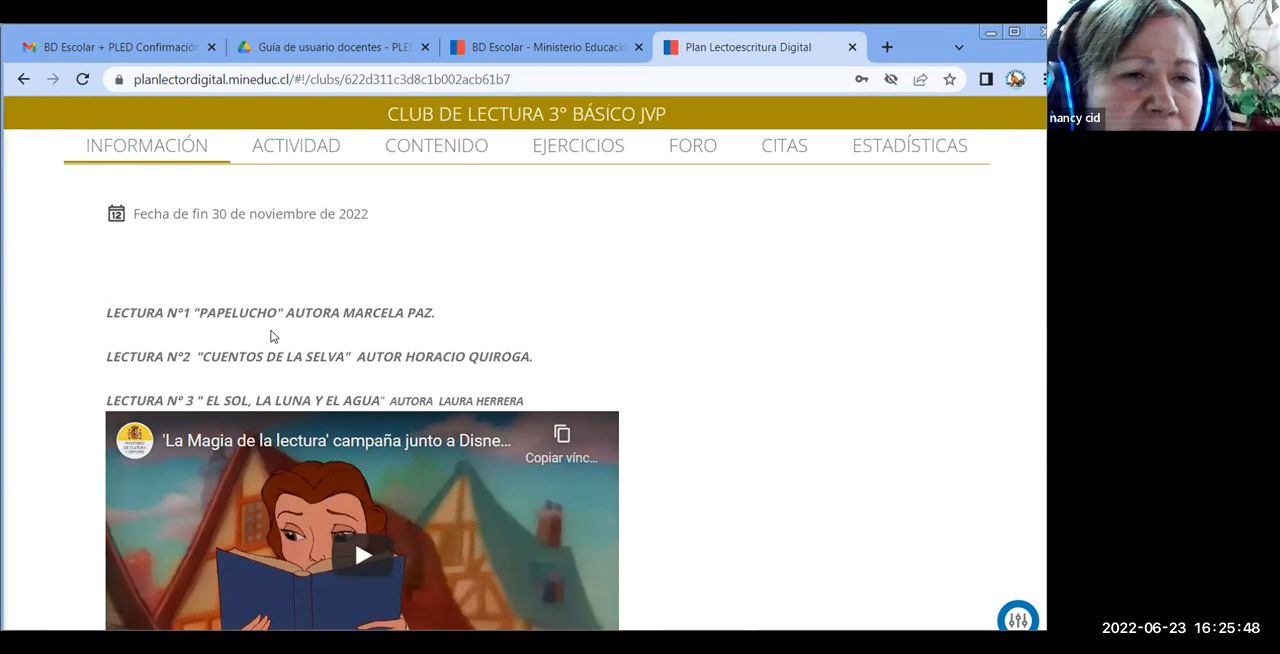 BD Escolar + PLED Confirmació
Guía de usuario docentes - PLE
BD Escolar - Ministerio Educaci
Plan Lectoescritura Digital
planlectordigital.mineduc.cl/#!/clubs/622d311c3d8c1b002acb61b7
nancy cid
CLUB DE LECTURA 3° BÁSICO JVP
INFORMACIÓN ACTIVIDAD CONTENIDO EJERCICIOS FORO CITAS ESTADÍSTICAS
12 Fecha de fin 30 de noviembre de 2022
LECTURA N°1 "PAPELUCHO" AUTORA MARCELA PAZ.
LECTURA N°2 "CUENTOS DE LA SELVA" AUTOR HORACIO QUIROGA.
LECTURA N° 3 " EL SOL, LA LUNA Y EL AGUA" AUTORA LAURA HERRERA
'La Magia de la lectura' campaña junto a Disne...
Copiar vínc...
2022-06-23 16:25:48